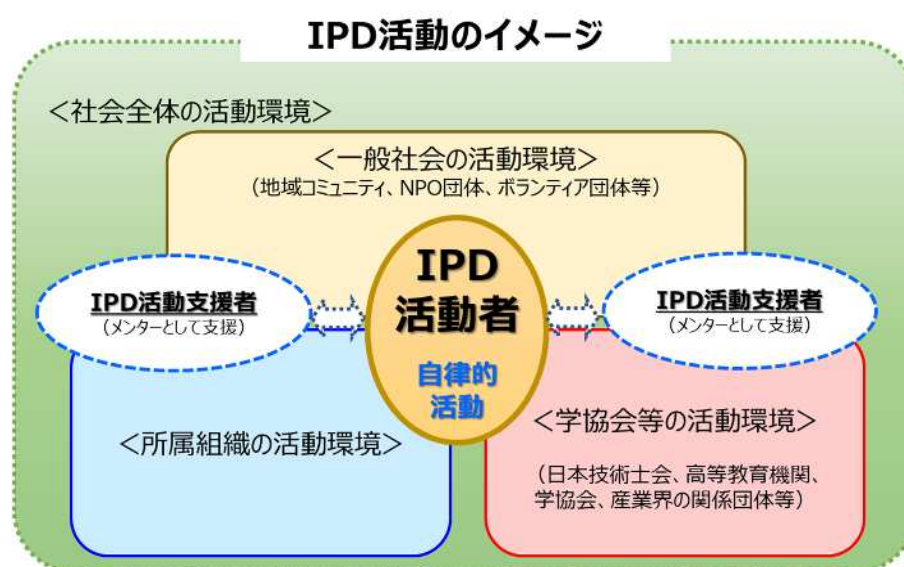 IPD活動のイメージ
＜社会全体の活動環境＞
＜一般社会の活動環境＞
（地域コミュニティ、NPO団体、ボランティア団体等）
IPD
活動者
自律的
活動
IPD活動支援者
（メンターとして支援）
IPD活動支援者
（メンターとして支援）
＜所属組織の活動環境＞
＜学協会等の活動環境＞
（日本技術士会、高等教育機関、
学協会、産業界の関係団体等）